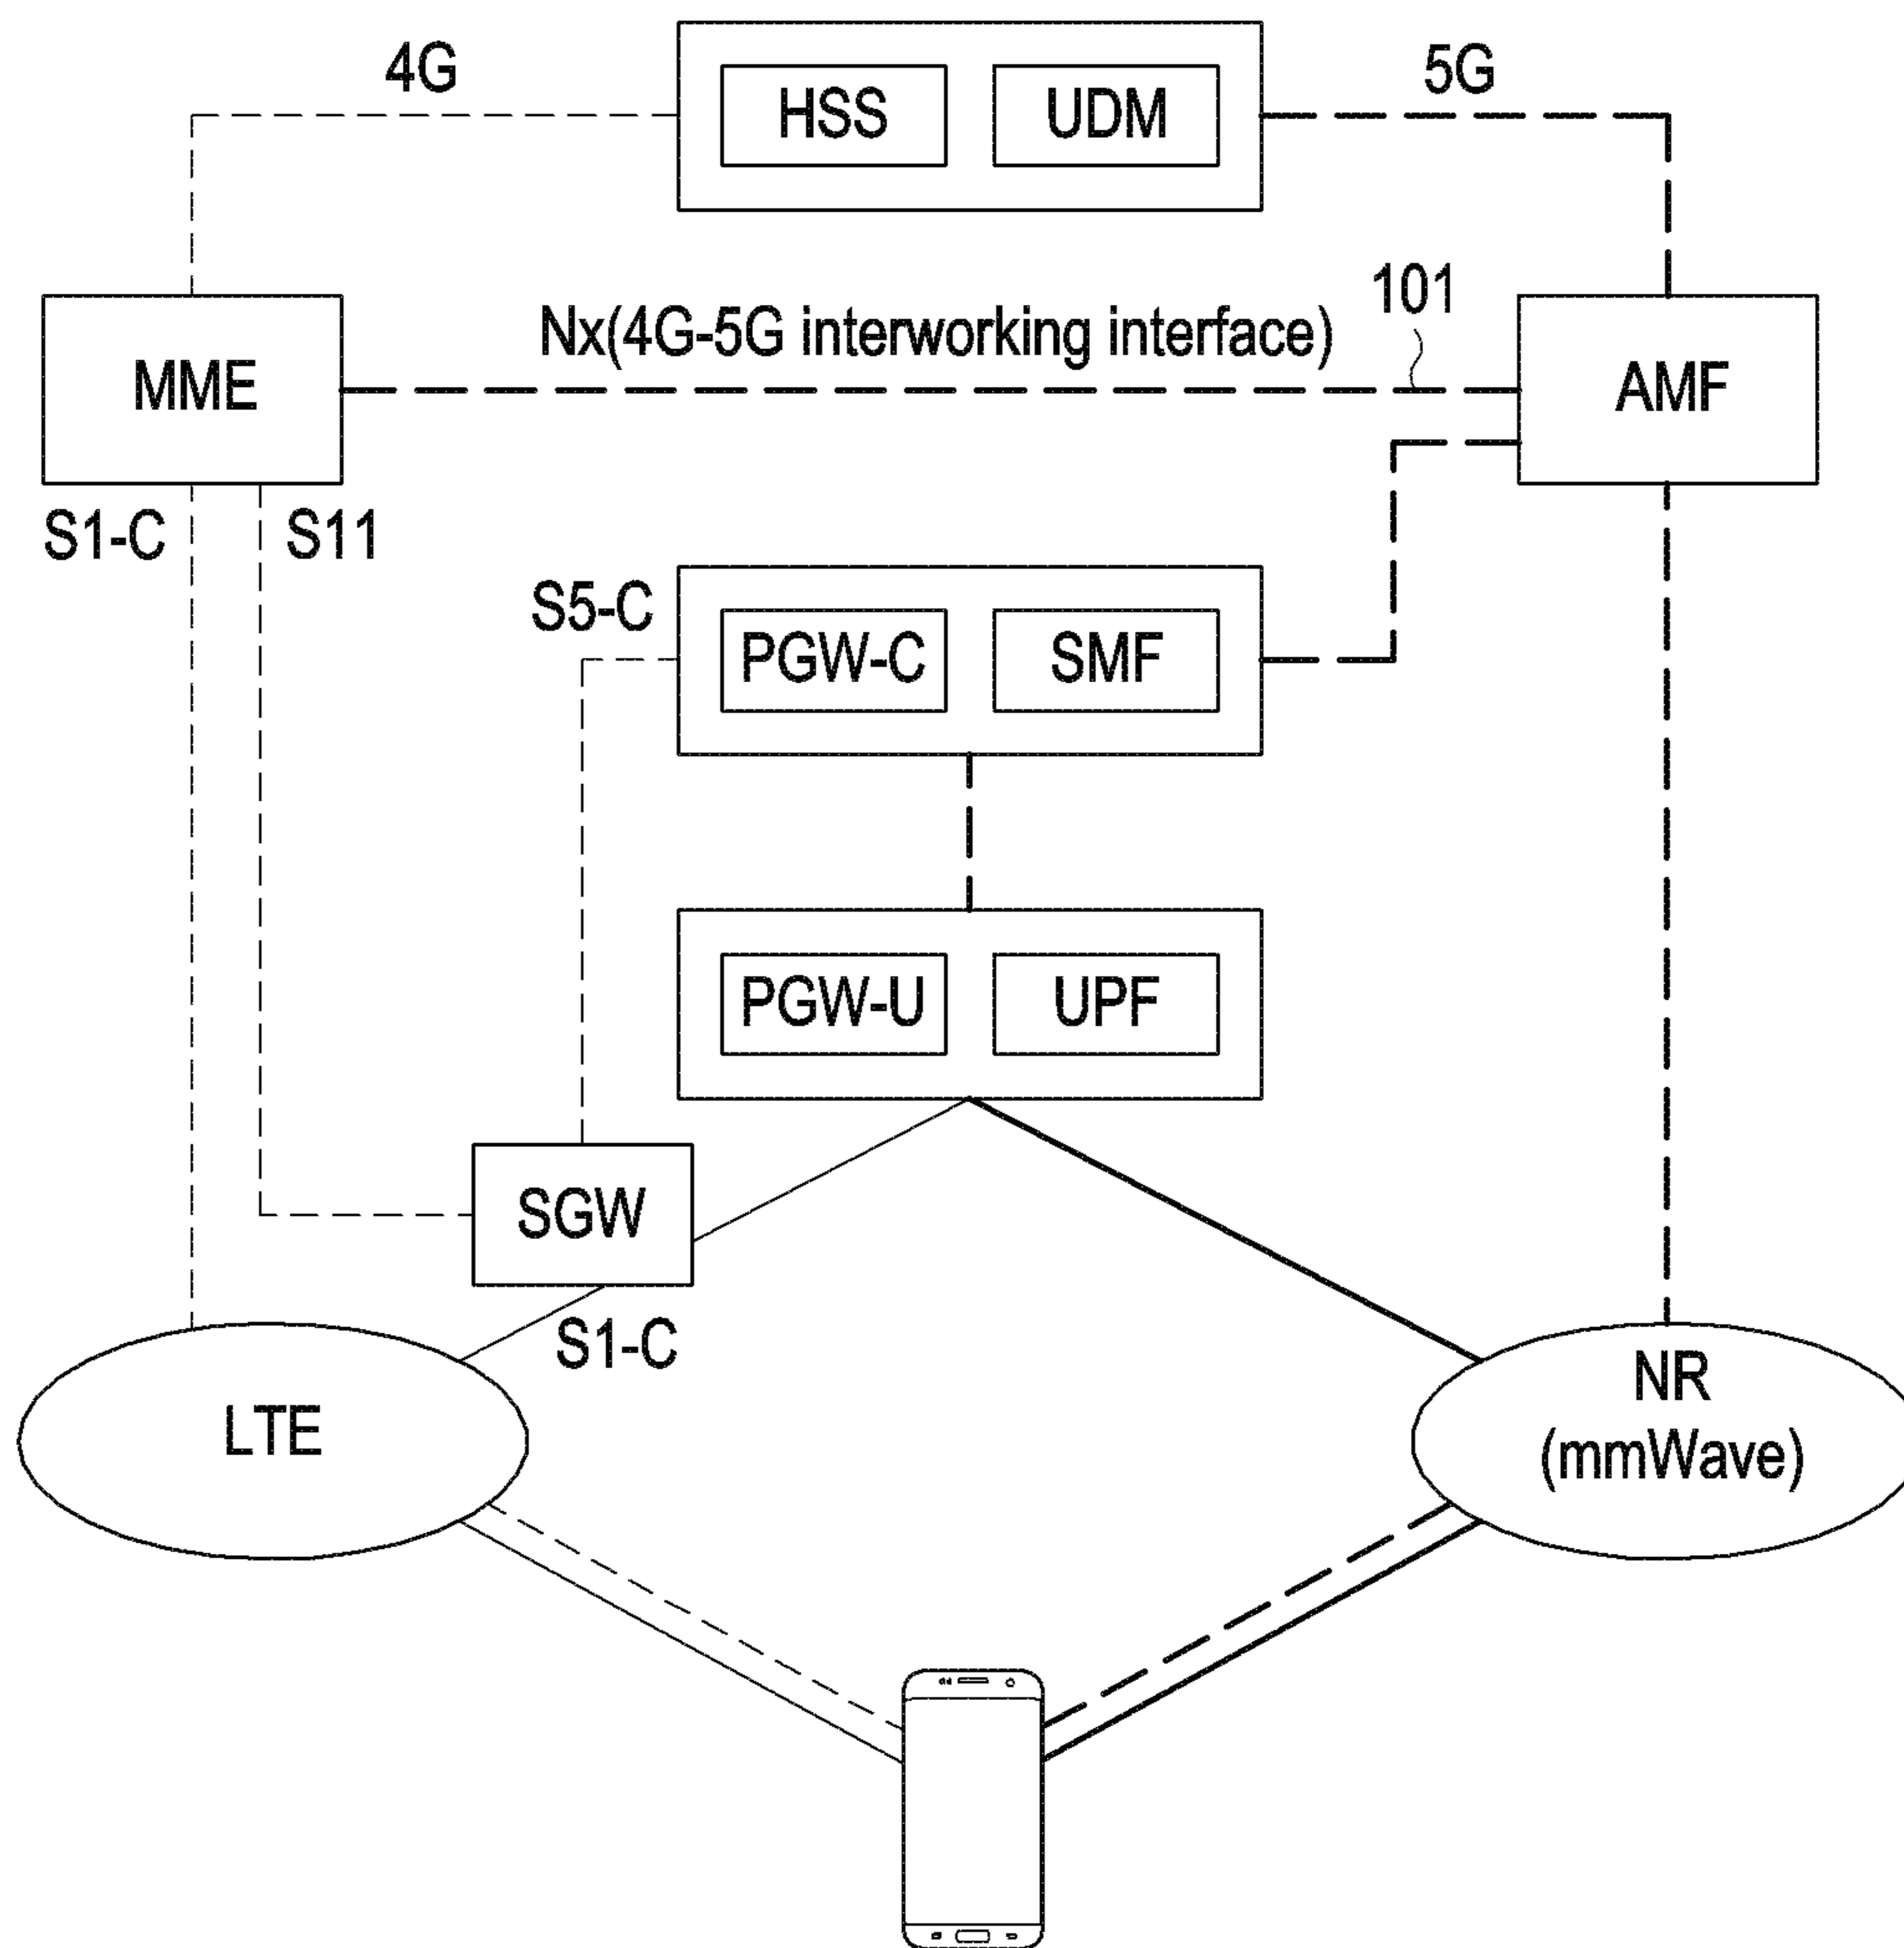 4G
HSS
UDM
5G
101
Nx(4G-5G interworking interface)
MME
AMF
S1-C
S11
S5-C
PGW-C
SMF
PGW-U
UPF
SGW
S1-C
LTE
NR
(mmWave)